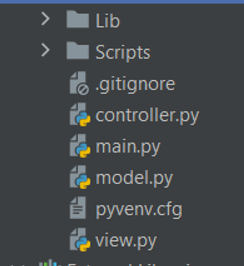 Lib
Scripts
.gitignore
controller.py
main.py
model.py
pyvenv.cfg
view.py